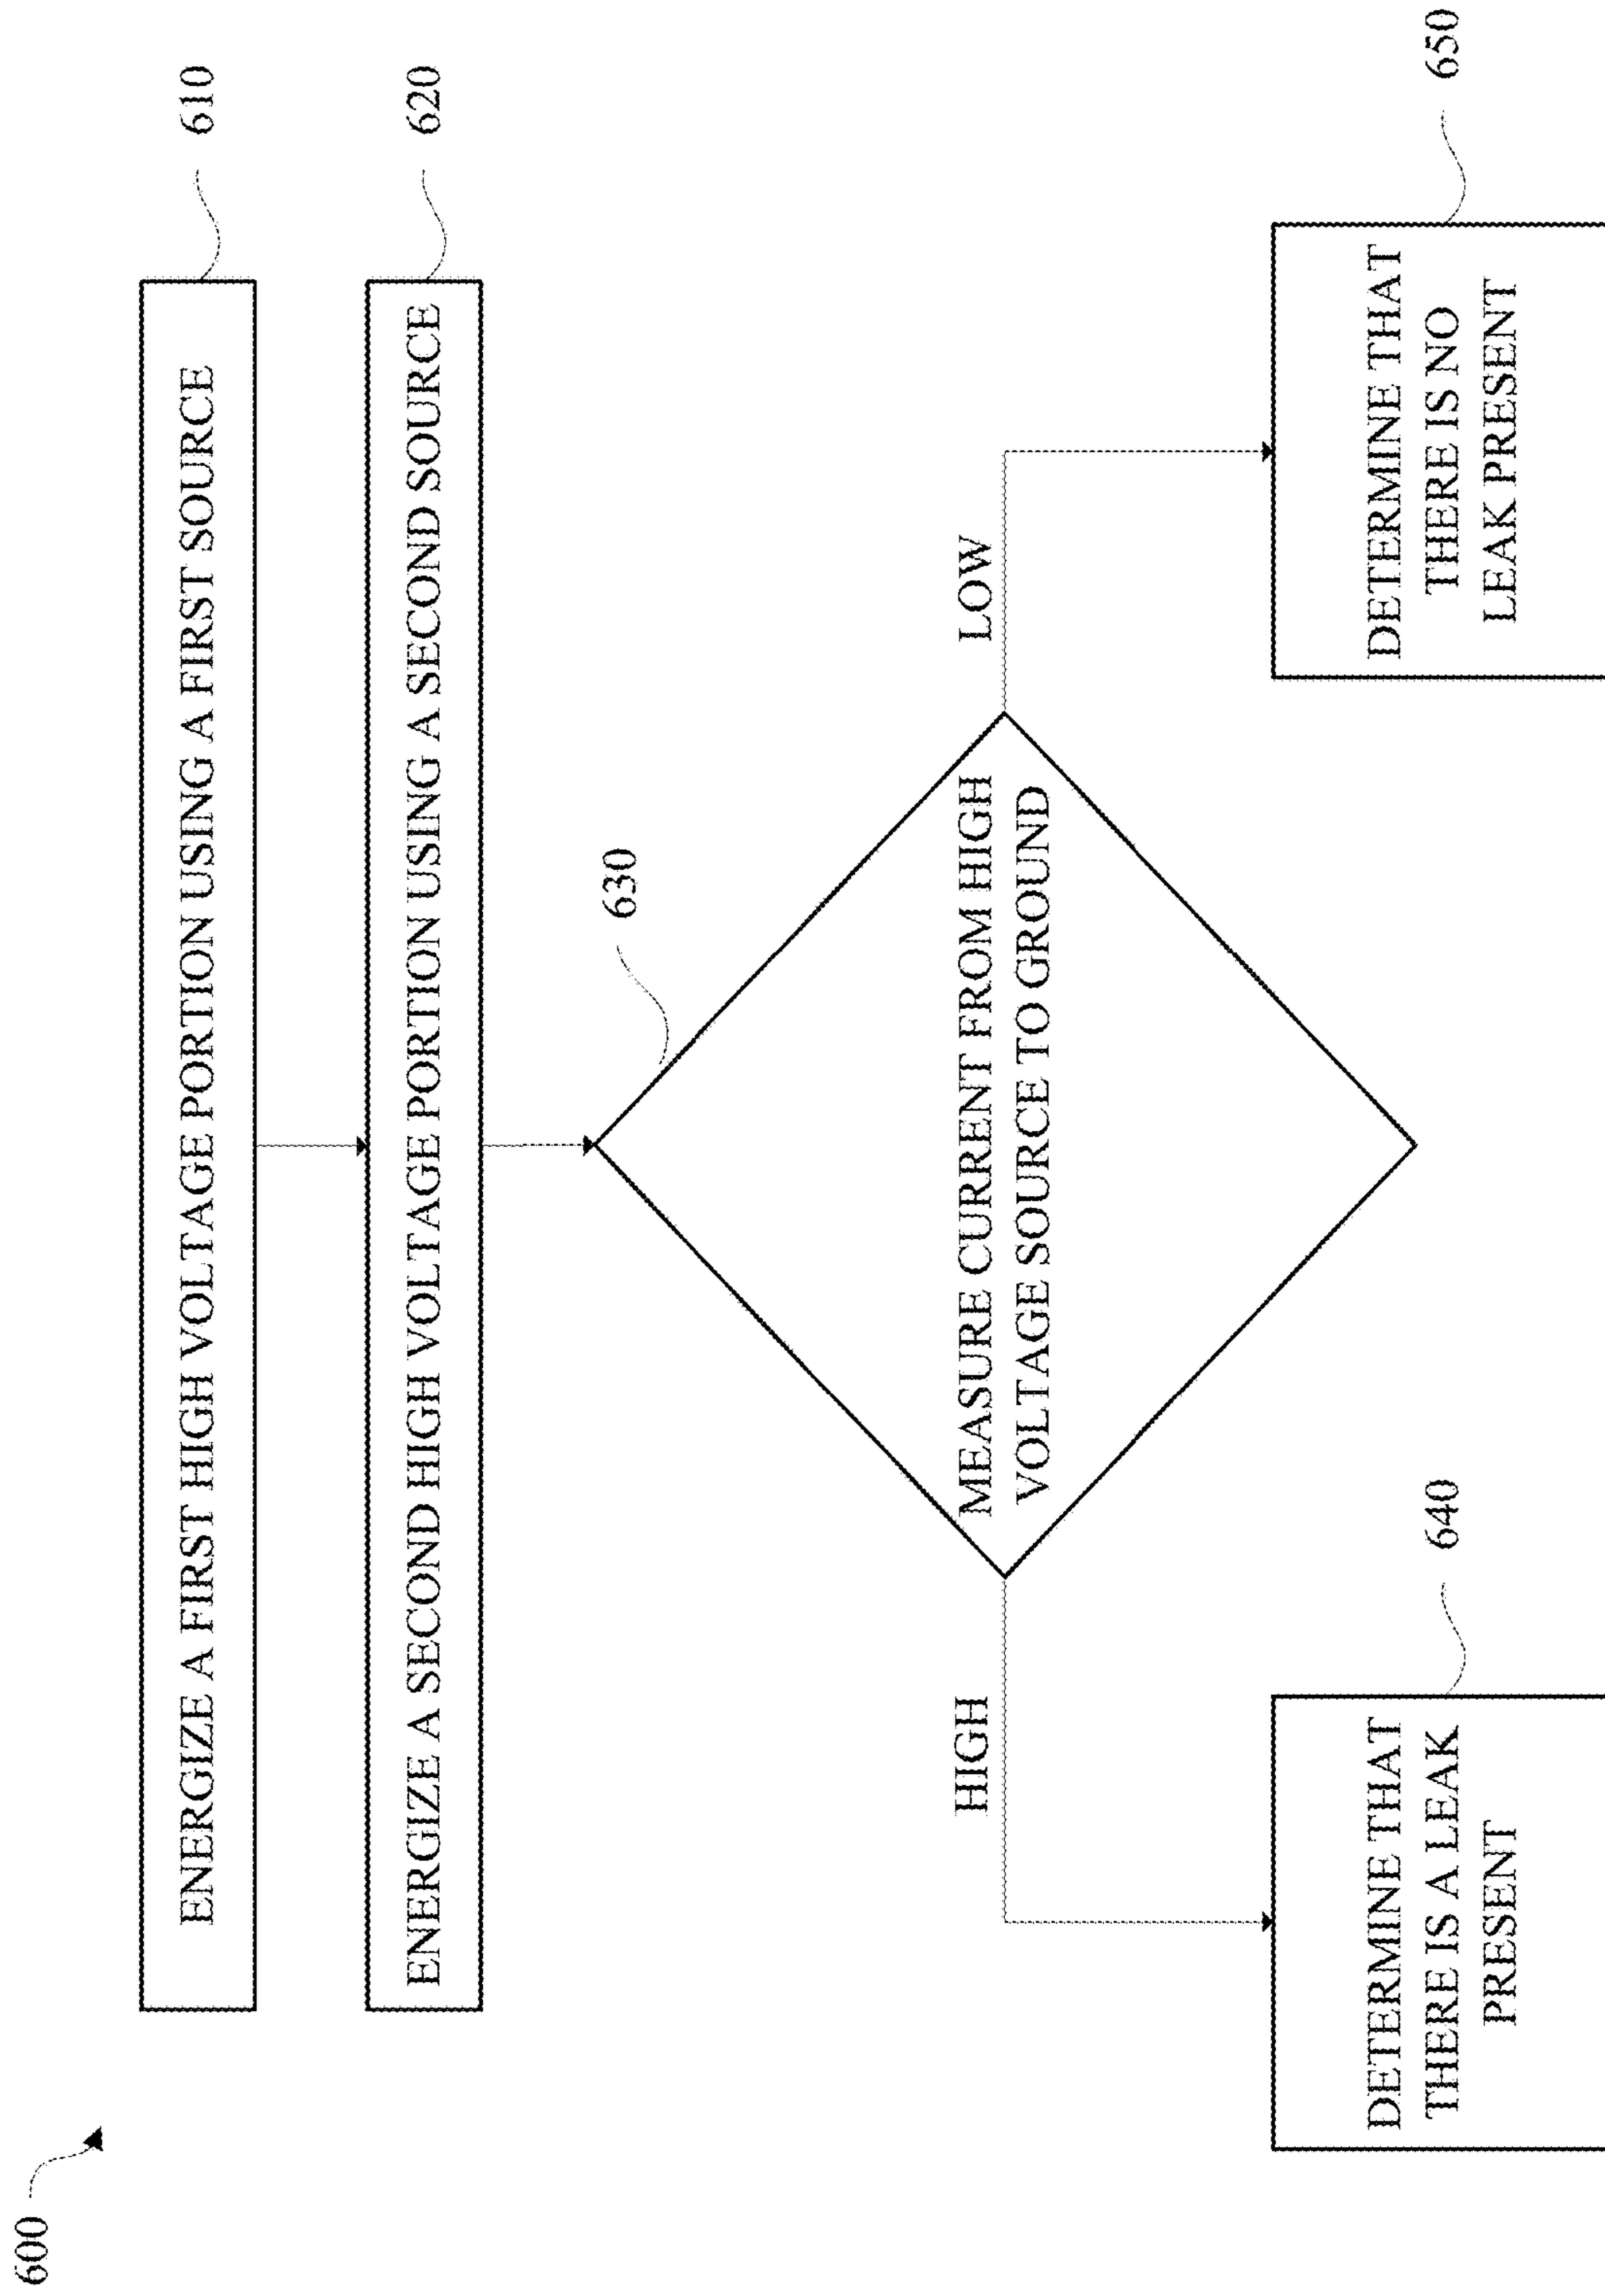 600
ENERGIZE A FIRST HIGH VOLTAGE PORTION USING A FIRST SOURCE
610
ENERGIZE A SECOND HIGH VOLTAGE PORTION USING A SECOND SOURCE
620
630
MEASURE CURRENT FROM HIGH
VOLTAGE SOURCE TO GROUND
HIGH
LOW
DETERMINE THAT
THERE IS A LEAK
PRESENT
640
DETERMINE THAT
THERE IS NO
LEAK PRESENT
650